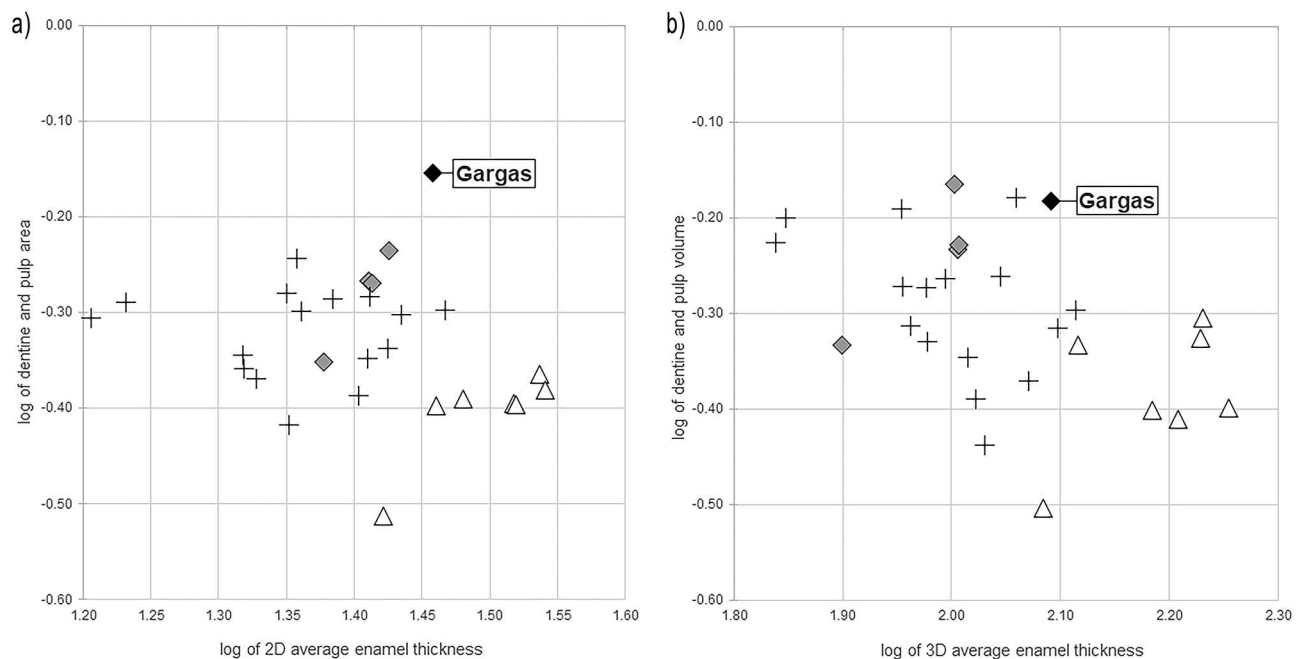 a)
0.00
-0.10
-0.20
-0.30
-0.40
-0.50
-0.60
log of dentine and pulp area
Gargas
1.20 1.25 1.30 1.35 1.40 1.45 1.50 1.55 1.60
log of 2D average enamel thickness
b)
0.00
-0.10
-0.20
-0.30
-0.40
-0.50
-0.60
log of dentine and pulp volume
Gargas
1.80 1.90 2.00 2.10 2.20 2.30
log of 3D average enamel thickness